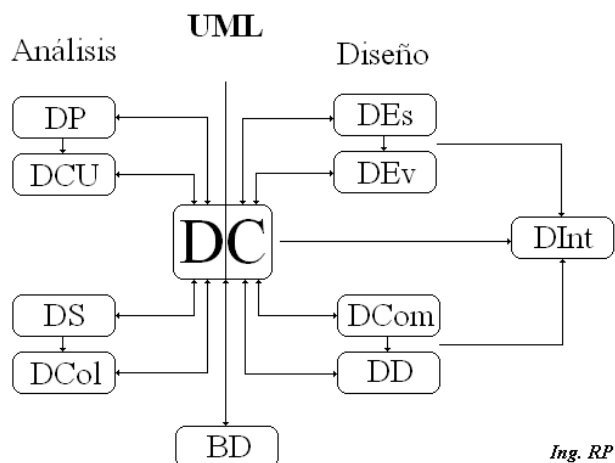 UML
Análisis
Diseño
DP
DEs
DCU
DEv
DC
DInt
DS
DCom
DCol
DD
BD
Ing. RP